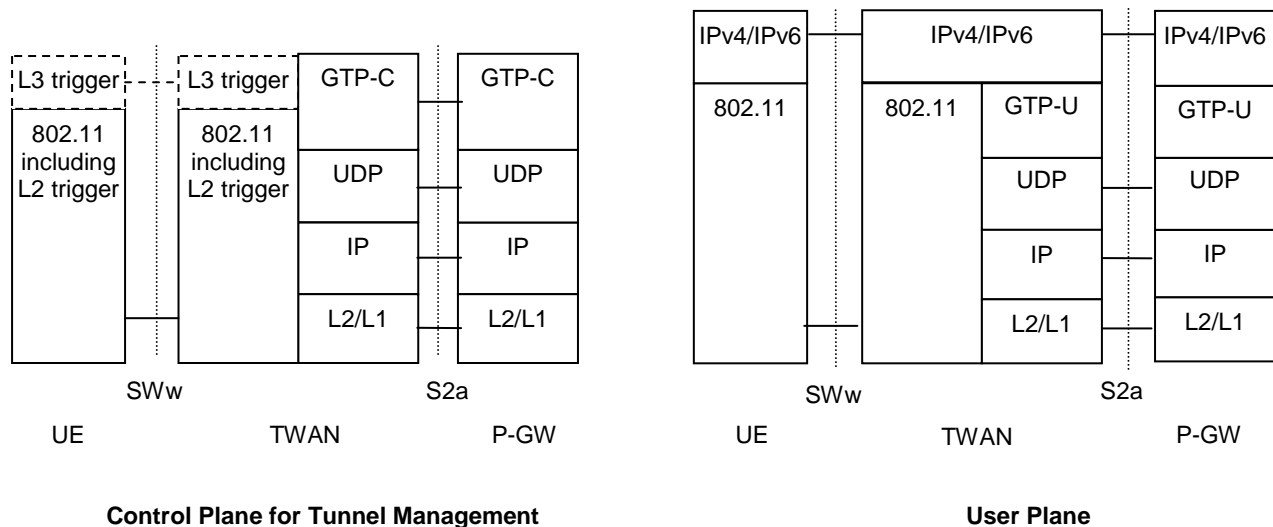 L3 trigger
802.11
including
L2 trigger
L3 trigger
802.11
including
L2 trigger
GTP-C
UDP
IP
L2/L1
GTP-C
UDP
IP
L2/L1
SWw
S2a
UE
TWAN
P-GW
Control Plane for Tunnel Management
IPv4/IPv6
802.11
IPv4/IPv6
802.11
GTP-U
UDP
IP
L2/L1
IPv4/IPv6
GTP-U
UDP
IP
L2/L1
SWw
S2a
UE
TWAN
P-GW
User Plane